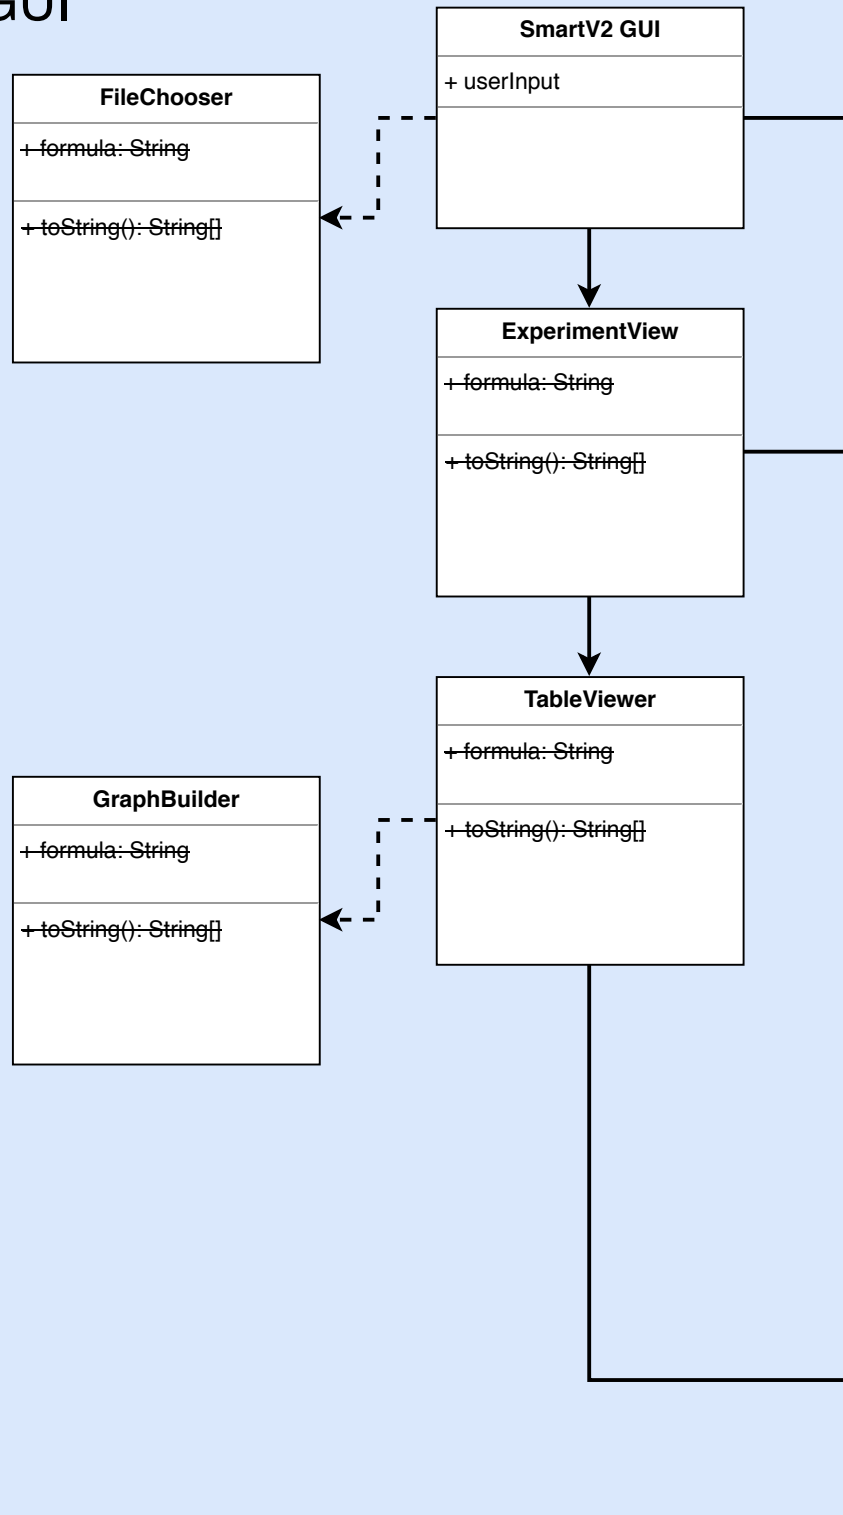 GUI
SmartV2 GUI
+ userInput
FileChooser
+ formula: String
+ toString(): String[]
ExperimentView
+ formula: String
+ toString(): String[]
TableViewer
+ formula: String
+ toString(): String[]
GraphBuilder
+ formula: String
+ toString(): String[]